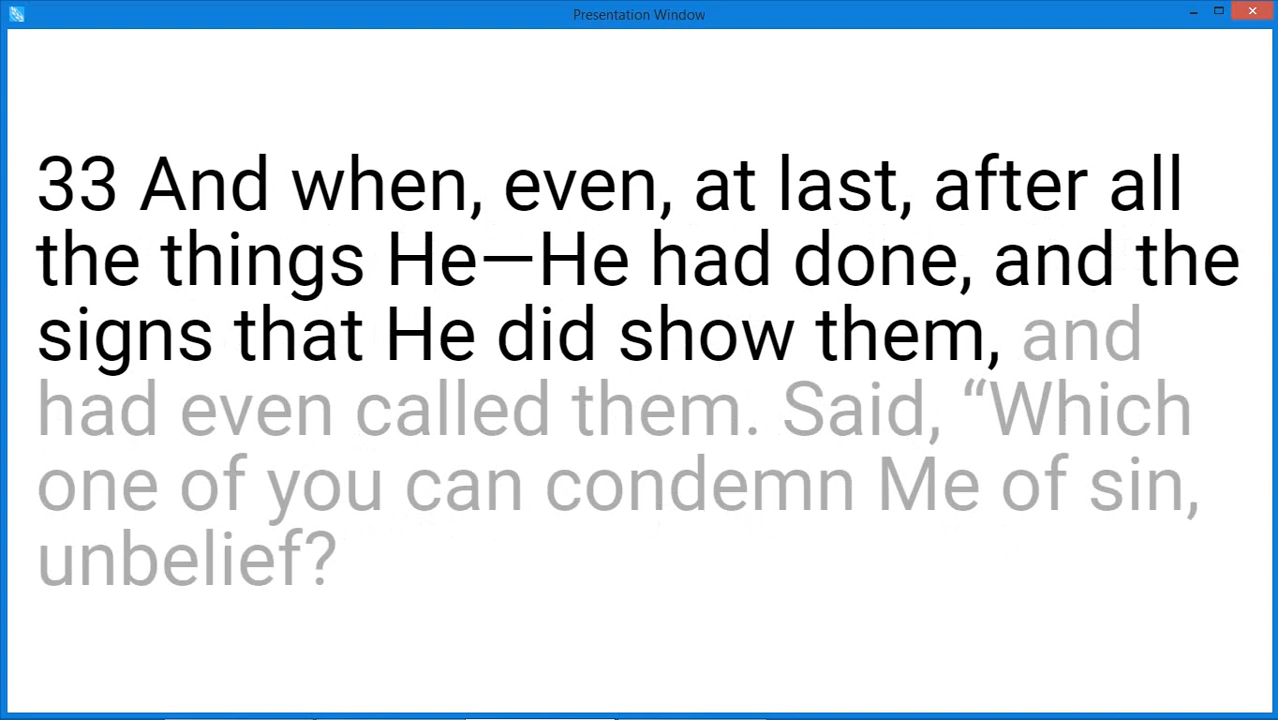 Presentation Window
33 And when, even, at last, after all
the things He—He had done, and the
signs that He did show them, and
had even called them. Said, “Which
one of you can condemn Me of sin,
unbelief?